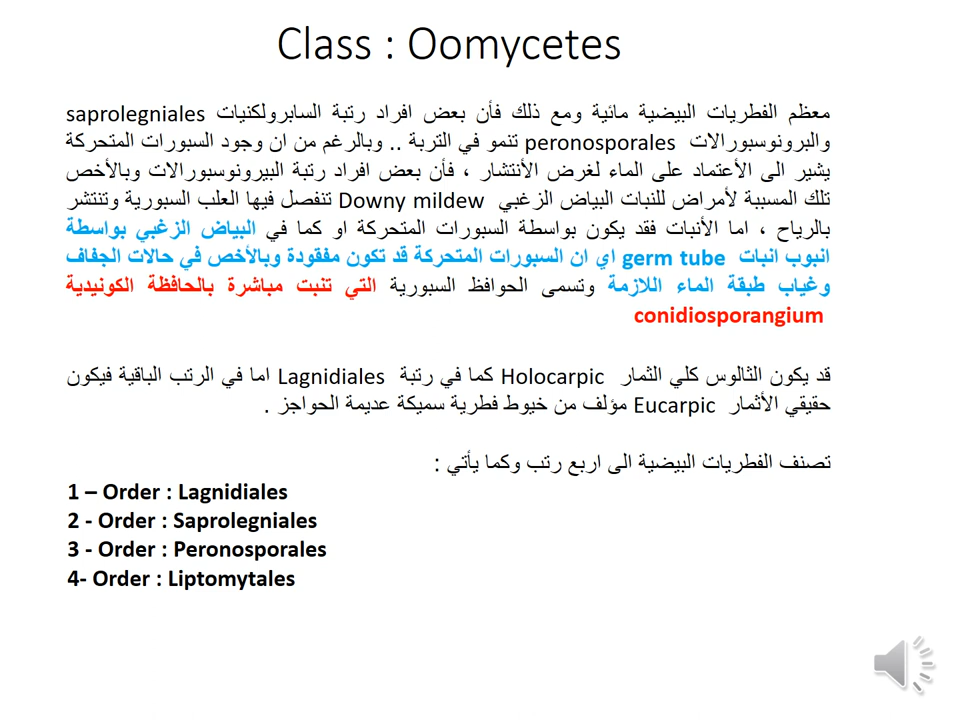 Class : Oomycetes
معظم الفطريات البيضية مائية ومع ذلك فأن بعض افراد رتبة السابرولكنيات saprolegniales
والبرونوسبورالات peronosporales تنمو في التربة .. وبالرغم من ان وجود السبورات المتحركة
يشير الى الأعتماد على الماء لغرض الأنتشار ، فأن بعض افراد رتبة البيرونوسبورالات وبالأخص
تلك المسببة لأمراض للنبات البياض الزغبي Downy mildew تنفصل فيها العلب السبورية وتنتشر
بالرياح ، اما الأنبات فقد يكون بواسطة السبورات المتحركة او كما في البياض الزغبي بواسطة
انبوب انبات germ tube اي ان السبورات المتحركة قد تكون مفقودة وبالأخص في حالات الجفاف
وغياب طبقة الماء اللازمة وتسمى الحوافظ السبورية التي تنبت مباشرة بالحافظة الكونيدية
conidiosporangium
قد يكون الثالوس كلي الثمار Holocarpic كما في رتبة Lagnidiales اما في الرتب الباقية فيكون
حقيقي الأثمار Eucarpic مؤلف من خيوط فطرية سميكة عديمة الحواجز .
تصنف الفطريات البيضية الى اربع رتب وكما يأتي :
1 – Order : Lagnidiales
2 - Order : Saprolegniales
3 - Order : Peronosporales
4- Order : Liptomytales